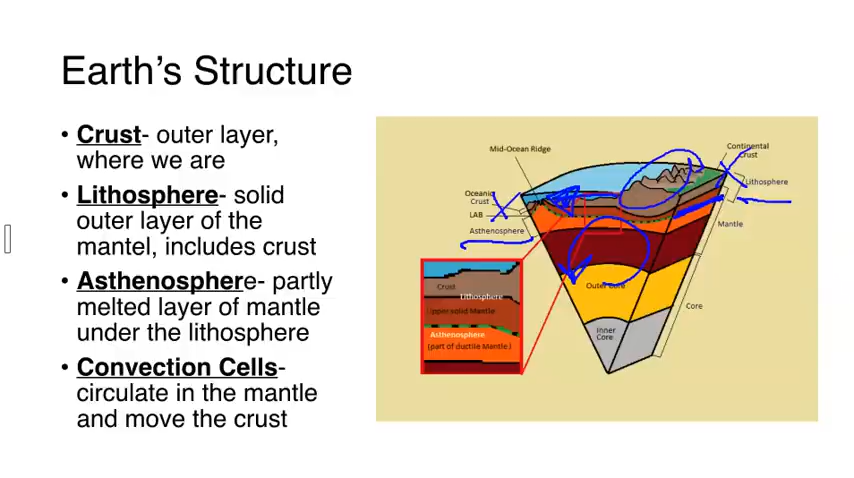 Earth's Structure
• Crust- outer layer,
where we are
• Lithosphere- solid
outer layer of the
mantel, includes crust
• Asthenosphere- partly
melted layer of mantle
under the lithosphere
• Convection Cells-
circulate in the mantle
and move the crust
Mid-Ocean Ridge
Continental
Crust
Lithosphere
Oceanic
Crust
LAB
Asthenosphere
Mantle
Outer Core
Core
Inner
Core
Crust
Lithosphere
Upper solid Mantle
Asthenosphere
(part of ductile Mantle)